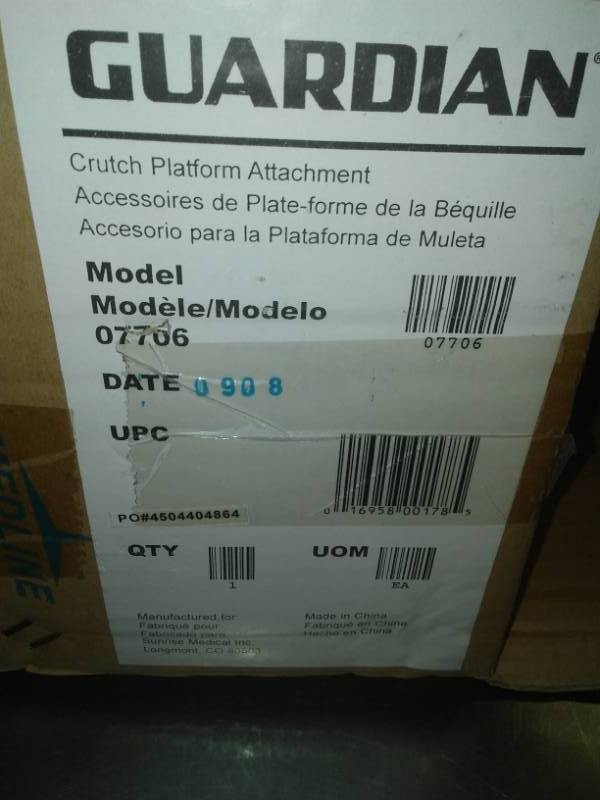 GUARDIAN®
Crutch Platform Attachment
Accessoires de Plate-forme de la Béquille
Accesorio para la Plataforma de Muleta
Model
Modèle/Modelo
07706
07706
DATE 0908
UPC
0 16958 00178 5
PO#4504404864
QTY
1
UOM
EA
Manufactured for
Fabriqué pour
Fabricado para
Sunrise Medical Inc.
Longmont, CO 80503
Made in China
Fabriqué en Chine
Hecho en China
MEDLINE